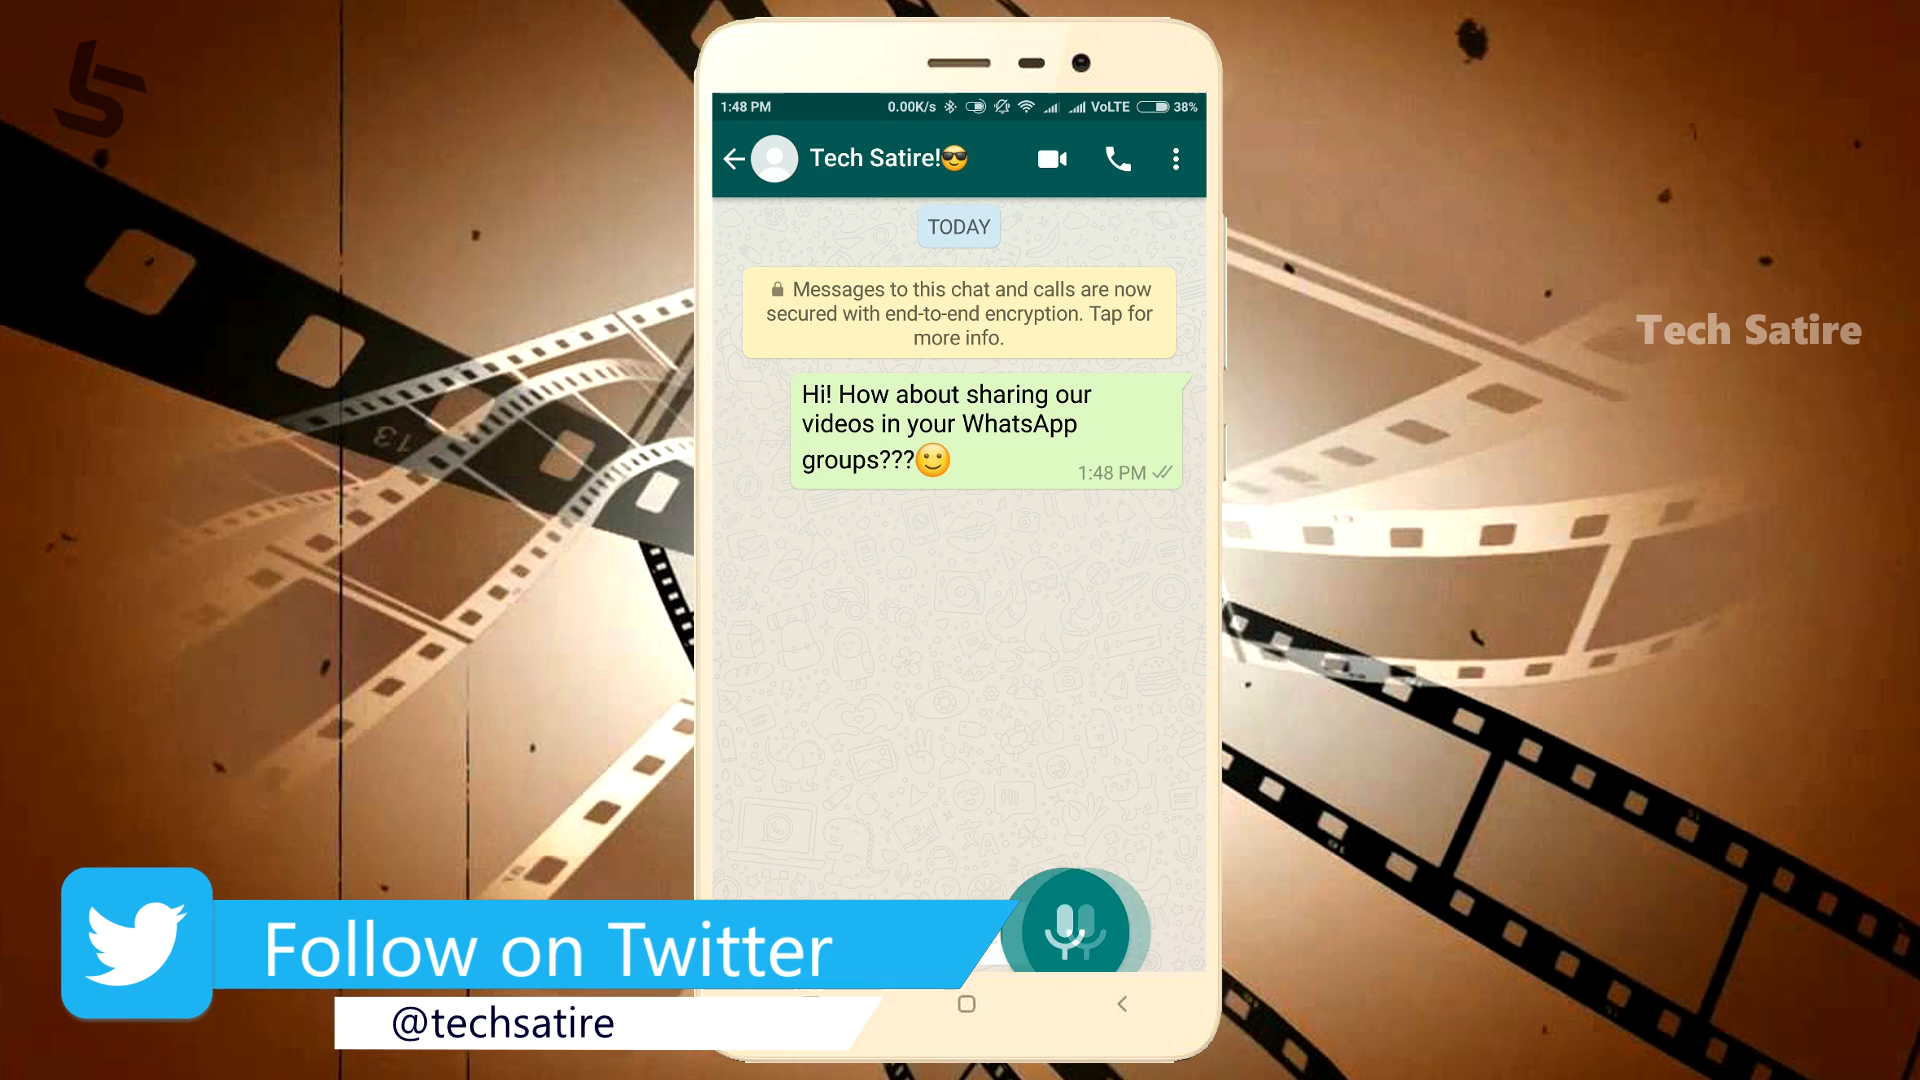 1:48 PM 0.00K/s VoLTE 38%
Tech Satire!😎
TODAY
Messages to this chat and calls are now
secured with end-to-end encryption. Tap for
more info.
Hi! How about sharing our
videos in your WhatsApp
groups???🙂
1:48 PM
Tech Satire
13
Follow on Twitter
@techsatire